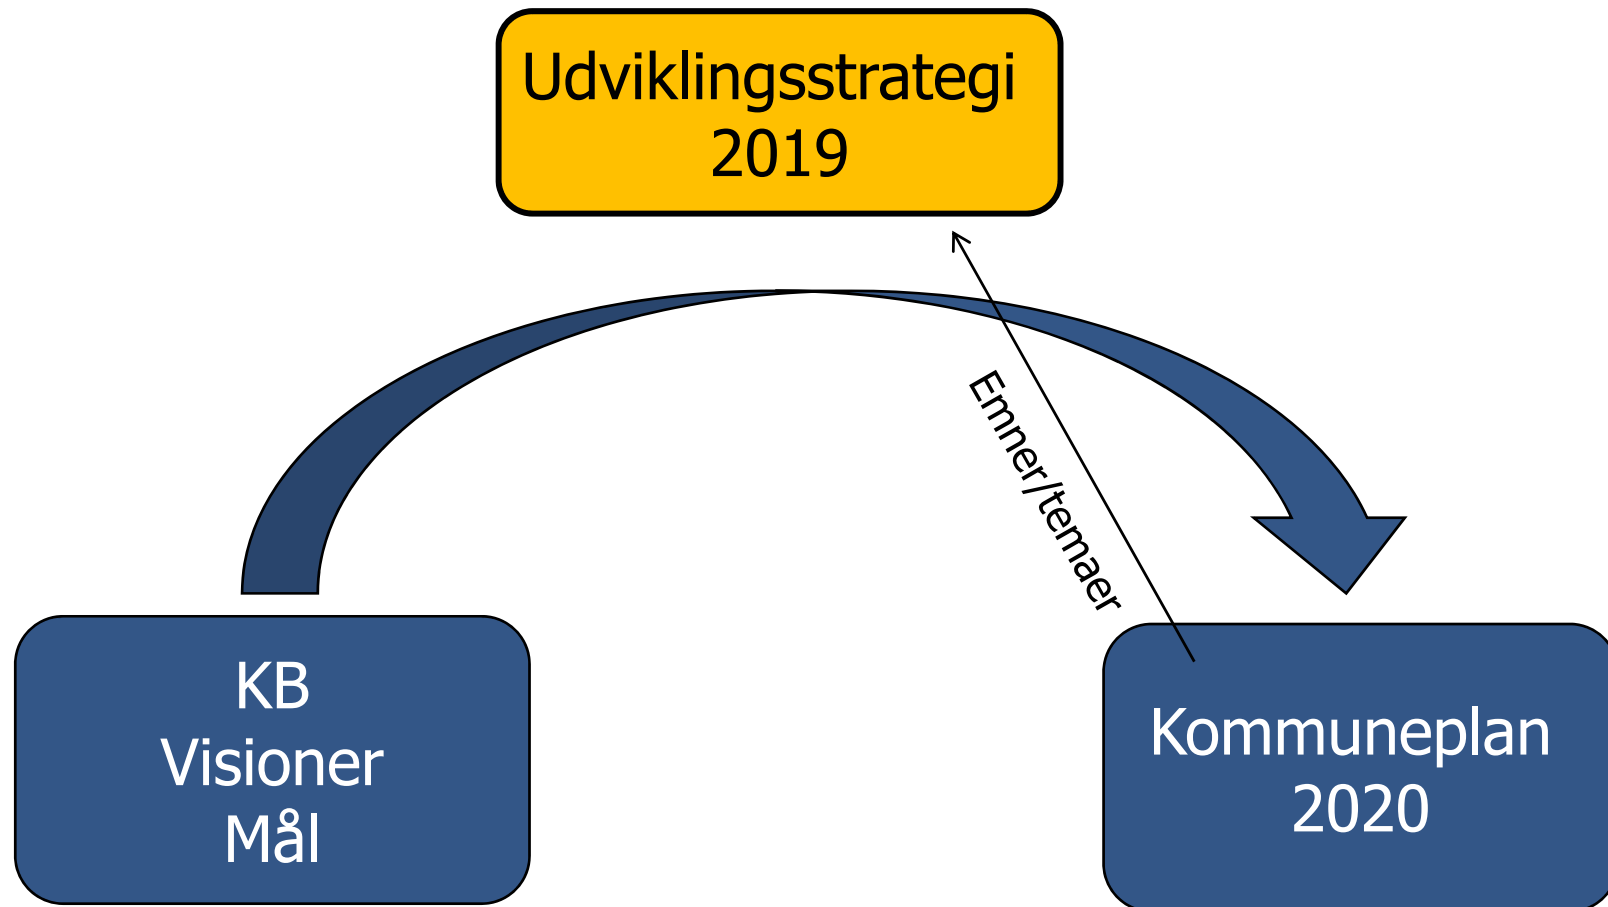 Udviklingsstrategi
2019
Emner/temaer
KB
Visioner
Mål
Kommuneplan
2020